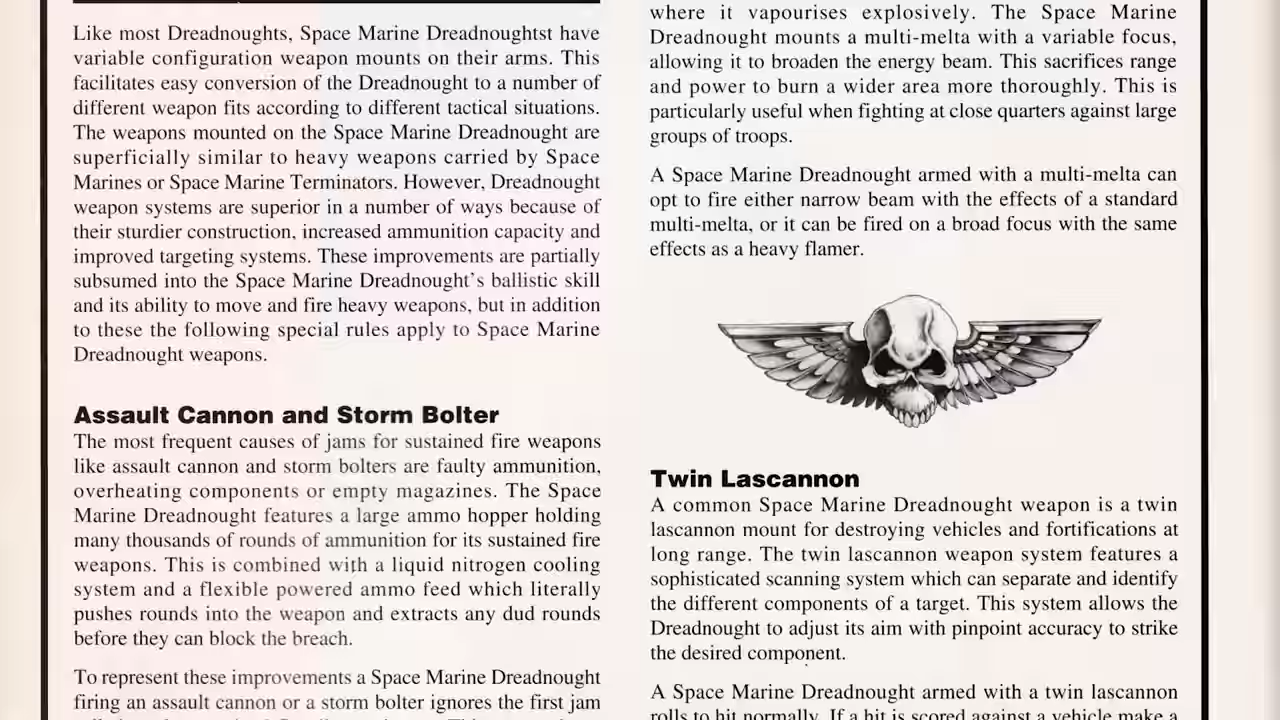 Like most Dreadnoughts, Space Marine Dreadnoughtst have
variable configuration weapon mounts on their arms. This
facilitates easy conversion of the Dreadnought to a number of
different weapon fits according to different tactical situations.
The weapons mounted on the Space Marine Dreadnought are
superficially similar to heavy weapons carried by Space
Marines or Space Marine Terminators. However, Dreadnought
weapon systems are superior in a number of ways because of
their sturdier construction, increased ammunition capacity and
improved targeting systems. These improvements are partially
subsumed into the Space Marine Dreadnought's ballistic skill
and its ability to move and fire heavy weapons, but in addition
to these the following special rules apply to Space Marine
Dreadnought weapons.
Assault Cannon and Storm Bolter
The most frequent causes of jams for sustained fire weapons
like assault cannon and storm bolters are faulty ammunition,
overheating components or empty magazines. The Space
Marine Dreadnought features a large ammo hopper holding
many thousands of rounds of ammunition for its sustained fire
weapons. This is combined with a liquid nitrogen cooling
system and a flexible powered ammo feed which literally
pushes rounds into the weapon and extracts any dud rounds
before they can block the breach.
To represent these improvements a Space Marine Dreadnought
firing an assault cannon or a storm bolter ignores the first jam
where it vapourises explosively. The Space Marine
Dreadnought mounts a multi-melta with a variable focus,
allowing it to broaden the energy beam. This sacrifices range
and power to burn a wider area more thoroughly. This is
particularly useful when fighting at close quarters against large
groups of troops.
A Space Marine Dreadnought armed with a multi-melta can
opt to fire either narrow beam with the effects of a standard
multi-melta, or it can be fired on a broad focus with the same
effects as a heavy flamer.
Twin Lascannon
A common Space Marine Dreadnought weapon is a twin
lascannon mount for destroying vehicles and fortifications at
long range. The twin lascannon weapon system features a
sophisticated scanning system which can separate and identify
the different components of a target. This system allows the
Dreadnought to adjust its aim with pinpoint accuracy to strike
the desired component.
A Space Marine Dreadnought armed with a twin lascannon
rolls to hit normally. If a hit is scored against a vehicle make a